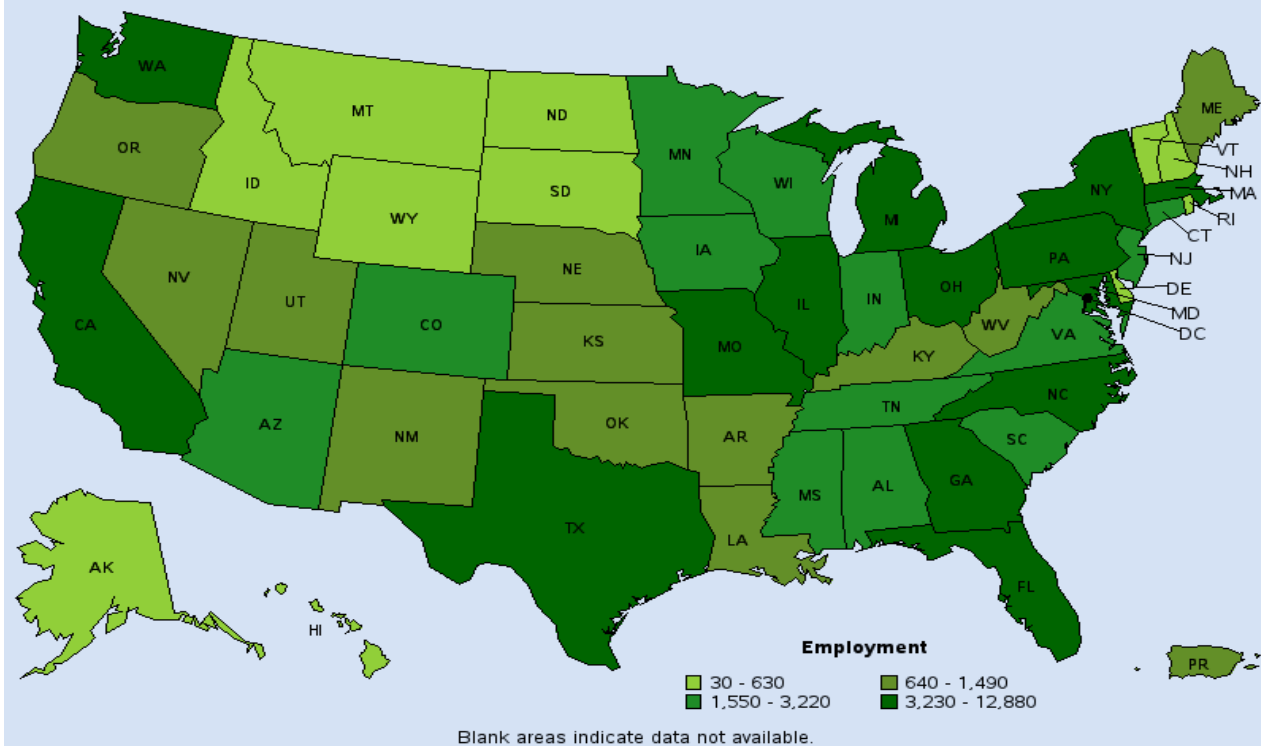 WA
MT
ND
ME
OR
MN
VT
ID
SD
WI
NY
NH
WY
MI
MA
RI
CT
IA
PA
NJ
NE
NV
UT
IL
IN
OH
DE
CA
CO
WV
MD
KS
MO
VA
DC
KY
NC
TN
AZ
OK
NM
AR
SC
MS
AL
GA
TX
LA
AK
FL
HI
PR
Employment
30 - 630
640 - 1,490
1,550 - 3,220
3,230 - 12,880
Blank areas indicate data not available.